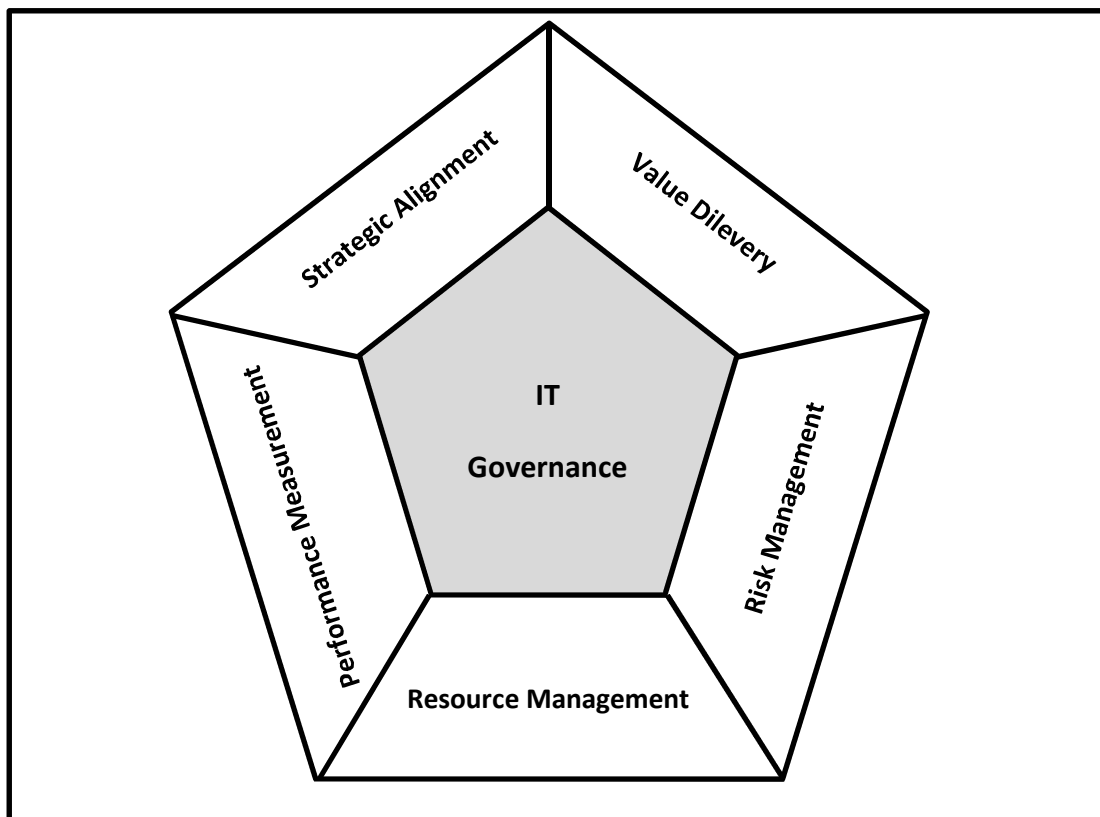 Strategic Alignment
Value Dilevery
IT
Governance
Performance Measurement
Risk Management
Resource Management